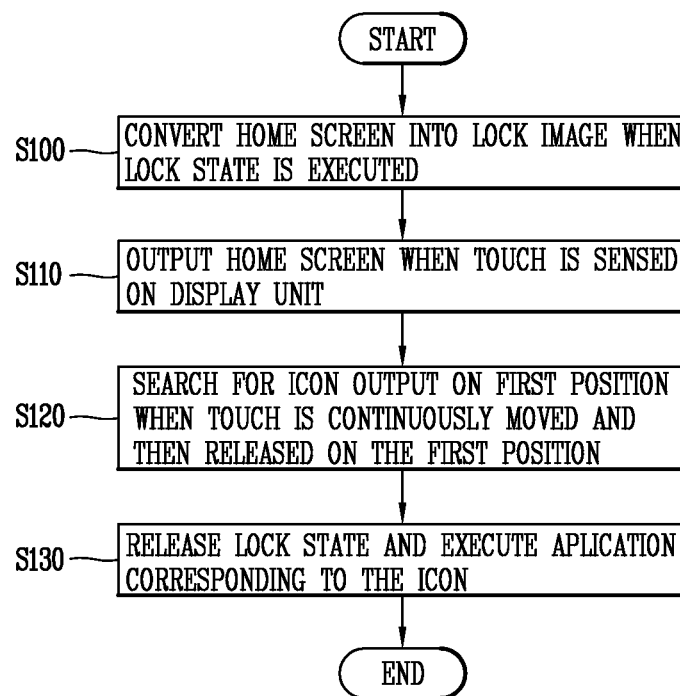 START
S100
CONVERT HOME SCREEN INTO LOCK IMAGE WHEN
LOCK STATE IS EXECUTED
S110
OUTPUT HOME SCREEN WHEN TOUCH IS SENSED
ON DISPLAY UNIT
S120
SEARCH FOR ICON OUTPUT ON FIRST POSITION
WHEN TOUCH IS CONTINUOUSLY MOVED AND
THEN RELEASED ON THE FIRST POSITION
S130
RELEASE LOCK STATE AND EXECUTE APLICATION
CORRESPONDING TO THE ICON
END